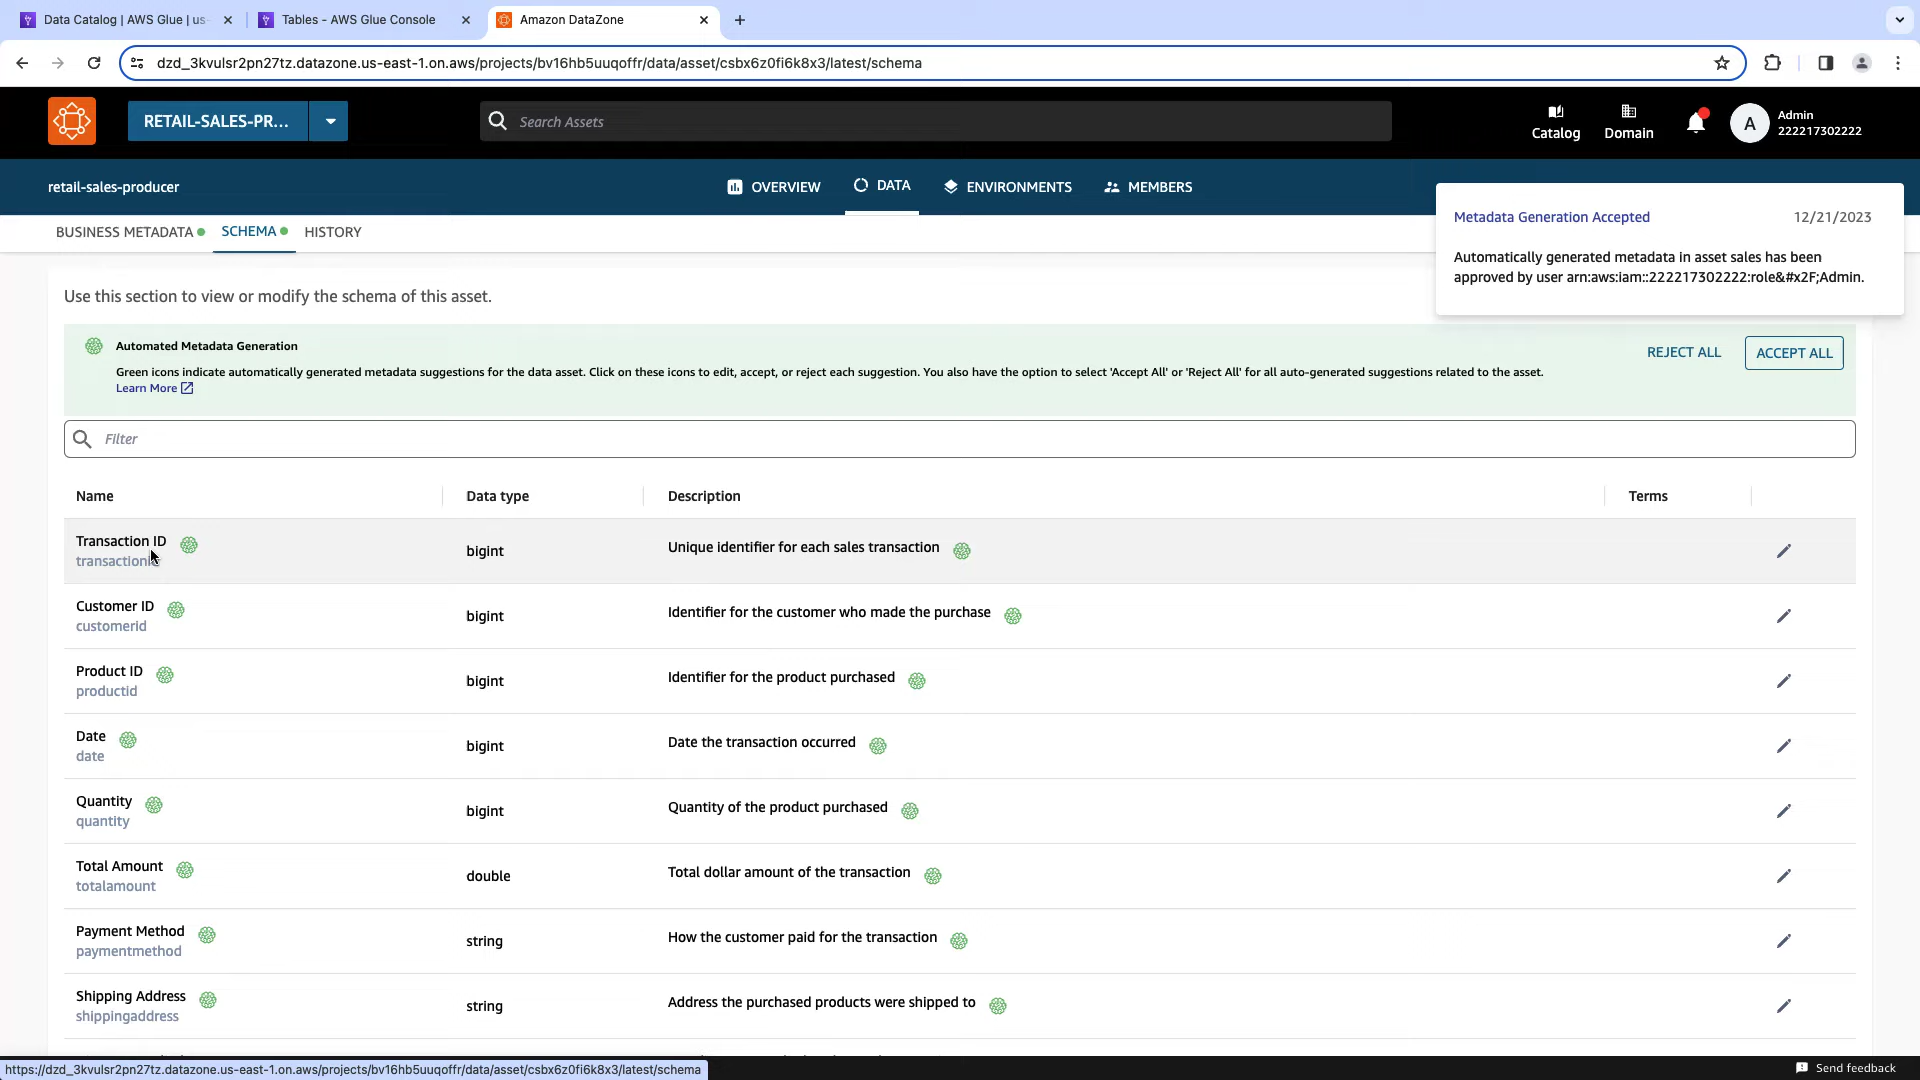 Data Catalog | AWS Glue | us-
Tables - AWS Glue Console
Amazon DataZone
dzd_3kvulsr2pn27tz.datazone.us-east-1.on.aws/projects/bv16hb5uuqoffr/data/asset/csbx6z0fi6k8x3/latest/schema
RETAIL-SALES-PR...
Search Assets
Catalog
Domain
A
Admin
222217302222
retail-sales-producer
OVERVIEW
DATA
ENVIRONMENTS
MEMBERS
BUSINESS METADATA
SCHEMA
HISTORY
Metadata Generation Accepted
12/21/2023
Automatically generated metadata in asset sales has been
approved by user arn:aws:iam::222217302222:role&#x2F;Admin.
Use this section to view or modify the schema of this asset.
Automated Metadata Generation
Green icons indicate automatically generated metadata suggestions for the data asset. Click on these icons to edit, accept, or reject each suggestion. You also have the option to select 'Accept All' or 'Reject All' for all auto-generated suggestions related to the asset.
Learn More
REJECT ALL
ACCEPT ALL
Filter
Name
Data type
Description
Terms
Transaction ID
bigint
Unique identifier for each sales transaction
Customer ID
customerid
bigint
Identifier for the customer who made the purchase
Product ID
productid
bigint
Identifier for the product purchased
Date
date
bigint
Date the transaction occurred
Quantity
quantity
bigint
Quantity of the product purchased
Total Amount
totalamount
double
Total dollar amount of the transaction
Payment Method
paymentmethod
string
How the customer paid for the transaction
Shipping Address
shippingaddress
string
Address the purchased products were shipped to
https://dzd_3kvulsr2pn27tz.datazone.us-east-1.on.aws/projects/bv16hb5uuqoffr/data/asset/csbx6z0fi6k8x3/latest/schema
Send feedback